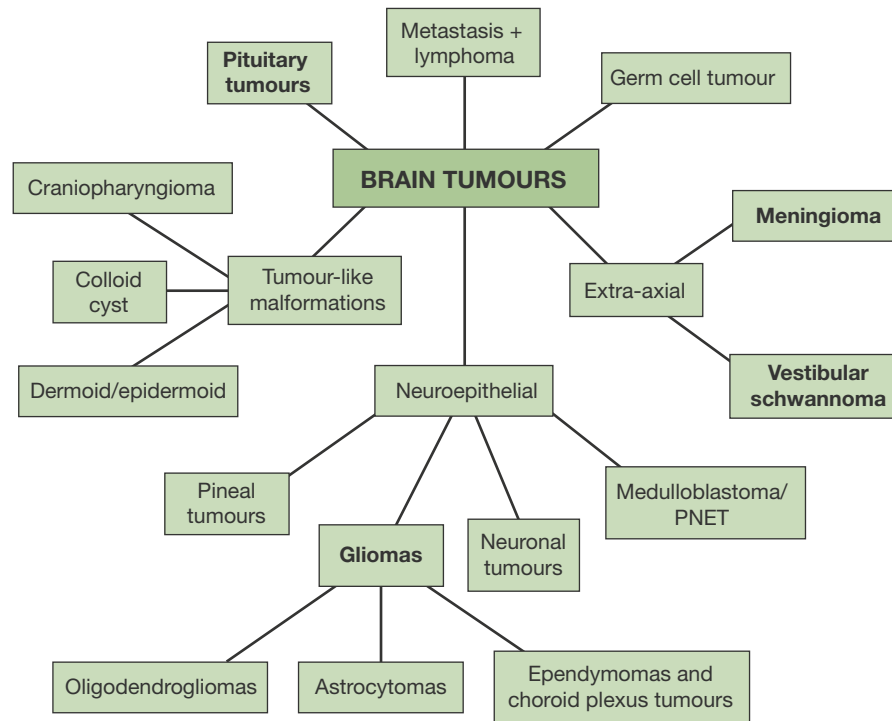 Metastasis +
lymphoma
Pituitary
tumours
Germ cell tumour
BRAIN TUMOURS
Craniopharyngioma
Meningioma
Colloid
cyst
Tumour-like
malformations
Extra-axial
Dermoid/epidermoid
Neuroepithelial
Vestibular
schwannoma
Pineal
tumours
Medulloblastoma/
PNET
Gliomas
Neuronal
tumours
Oligodendrogliomas
Astrocytomas
Ependymomas and
choroid plexus tumours